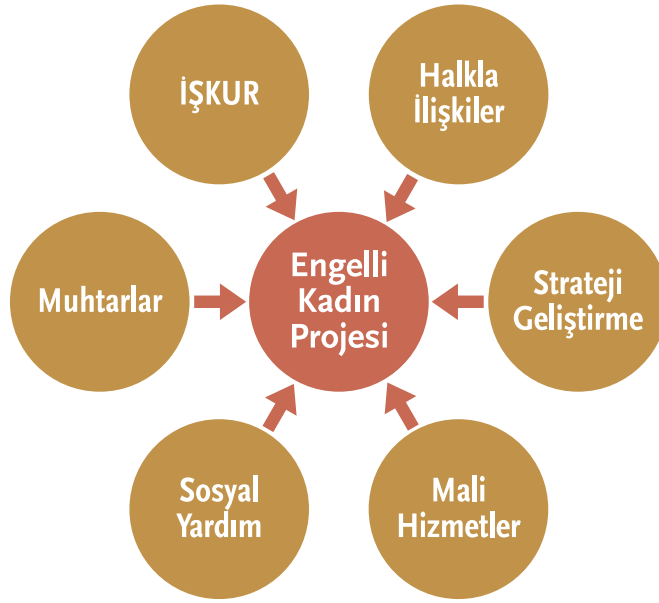 İŞKUR
Halkla
İlişkiler
Muhtarlar
Engelli
Kadın
Projesi
Strateji
Geliştirme
Sosyal
Yardım
Mali
Hizmetler